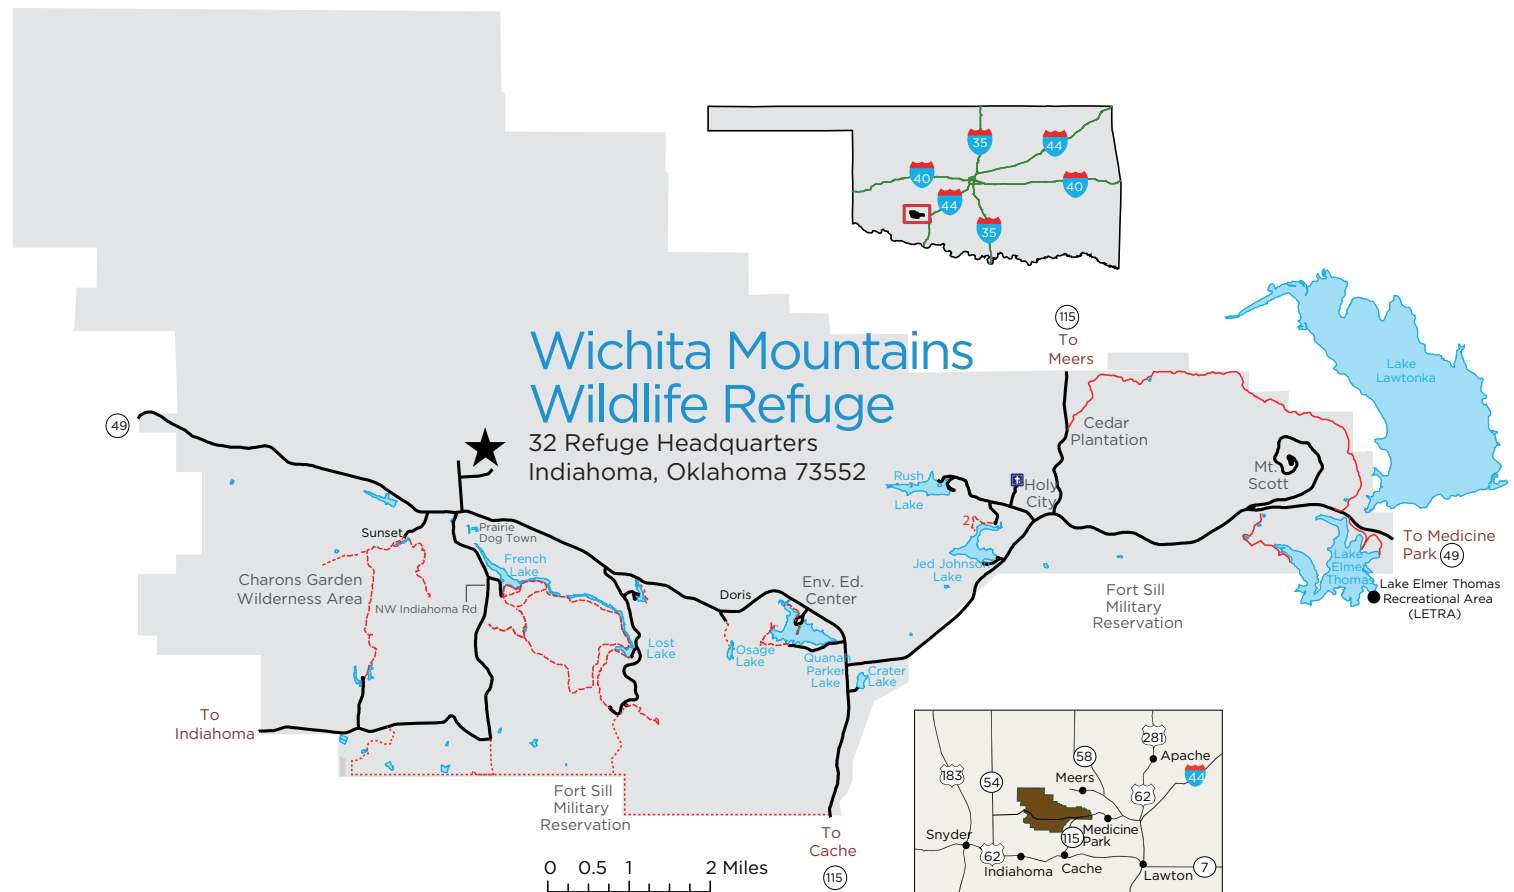 35
44
40
40
44
35
115
To
Meers
Wichita Mountains
Wildlife Refuge
32 Refuge Headquarters
Indiahoma, Oklahoma 73552
49
Lake
Lawtonka
Cedar
Plantation
Mt.
Scott
Rush
Lake
Holy
City
2
Jed Johnson
Lake
Sunset
Prairie
Dog Town
French
Lake
Charons Garden
Wilderness Area
NW Indiahoma Rd
Doris
Env. Ed.
Center
Lost
Lake
Osage
Lake
Quanah
Parker
Lake
Crater
Lake
To Medicine
Park 49
Lake
Elmer
Thomas
Lake Elmer Thomas
Recreational Area
(LETRA)
Fort Sill
Military
Reservation
To
Indiahoma
Fort Sill
Military
Reservation
To
Cache
115
0 0.5 1 2 Miles
183
54
58
281
Apache
44
Meers
62
Snyder
115
Medicine
Park
62
Indiahoma
Cache
Lawton
7